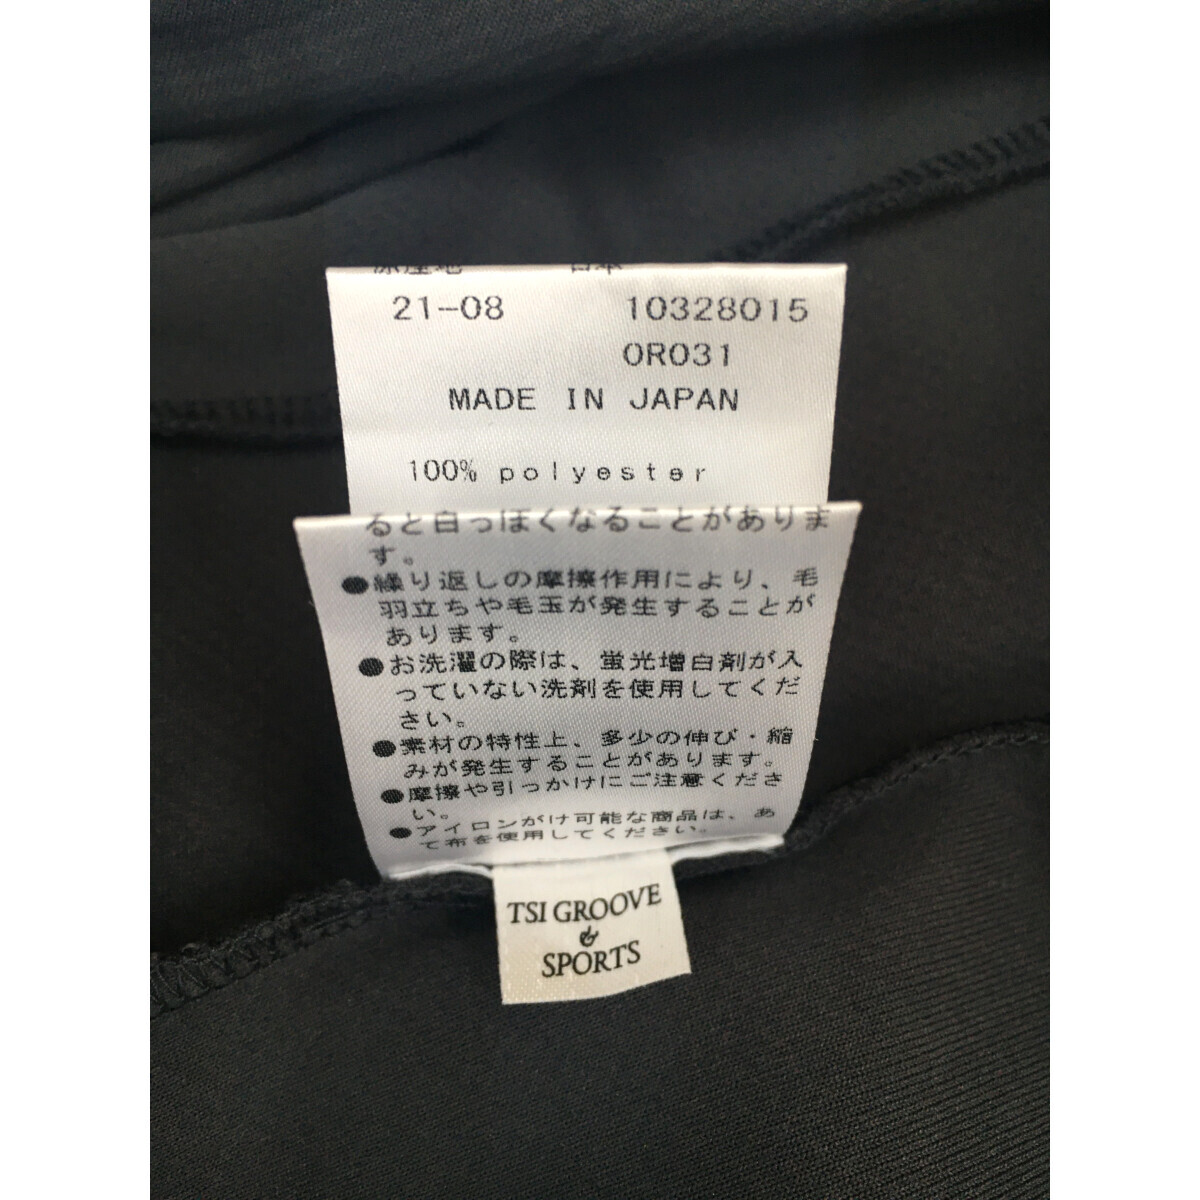 原産地 日本
21-08 10328015
0R031
MADE IN JAPAN
100% polyester
ると白っぽくなることがありま
す。
●繰り返しの摩擦作用により、毛
羽立ちや毛玉が発生することが
あります。
●お洗濯の際は、蛍光増白剤が入
っていない洗剤を使用してくだ
さい。
●素材の特性上、多少の伸び・縮
みが発生することがあります。
●摩擦や引っかけにご注意くださ
い。
●アイロンがけ可能な商品は、あ
て布を使用してください。
TSI GROOVE
&
SPORTS